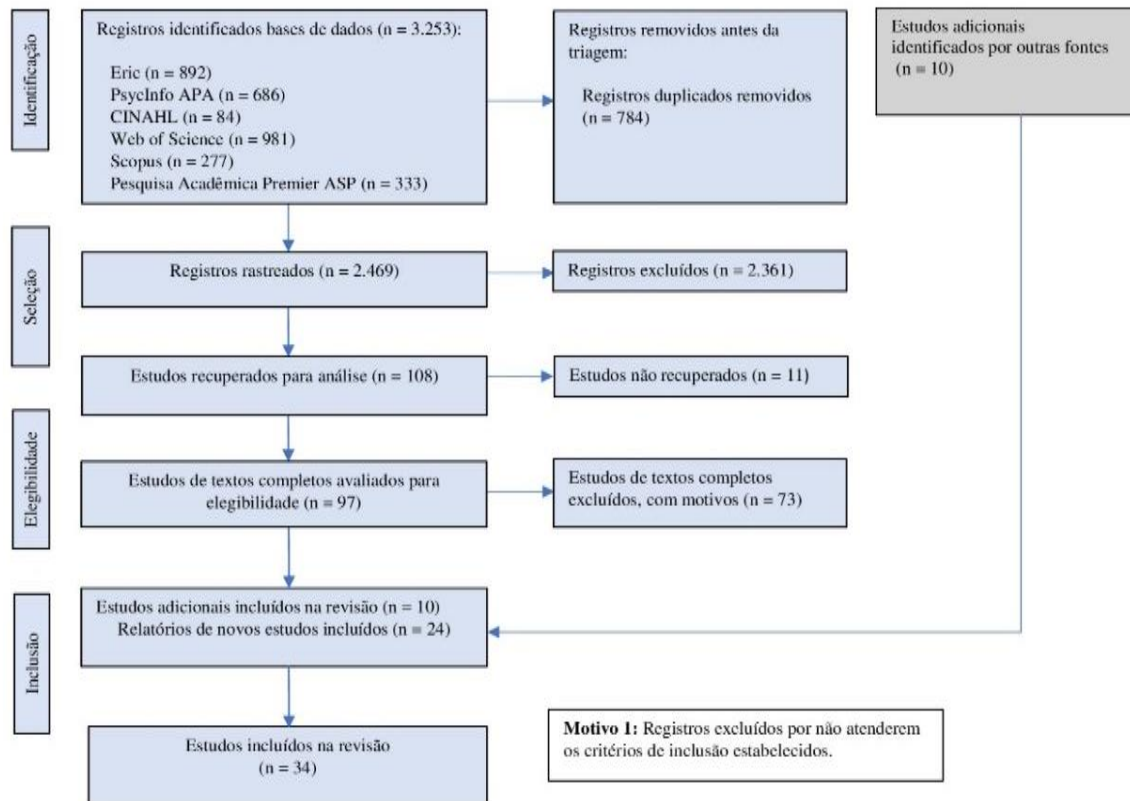 Identificação
Registros identificados bases de dados (n = 3.253):
Eric (n = 892)
PsycInfo APA (n = 686)
CINAHL (n = 84)
Web of Science (n = 981)
Scopus (n = 277)
Pesquisa Acadêmica Premier ASP (n = 333)
Registros removidos antes da
triagem:
Registros duplicados removidos
(n = 784)
Estudos adicionais
identificados por outras fontes
(n = 10)
Seleção
Registros rastreados (n = 2.469)
Registros excluídos (n = 2.361)
Estudos recuperados para análise (n = 108)
Estudos não recuperados (n = 11)
Elegibilidade
Estudos de textos completos avaliados para
elegibilidade (n = 97)
Estudos de textos completos
excluídos, com motivos (n = 73)
Inclusão
Estudos adicionais incluídos na revisão (n = 10)
Relatórios de novos estudos incluídos (n = 24)
Estudos incluídos na revisão
(n = 34)
Motivo 1: Registros excluídos por não atenderem
os critérios de inclusão estabelecidos.